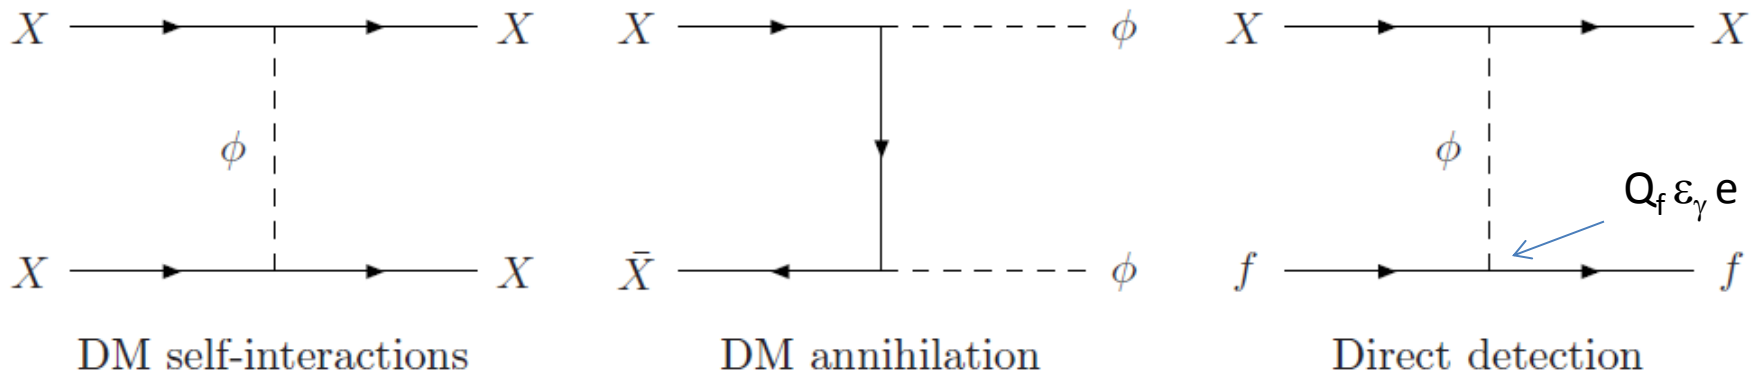 X X X ϕ X X
ϕ ϕ
Q_f ε_γ e
X X X̄ ϕ f f
DM self-interactions DM annihilation Direct detection